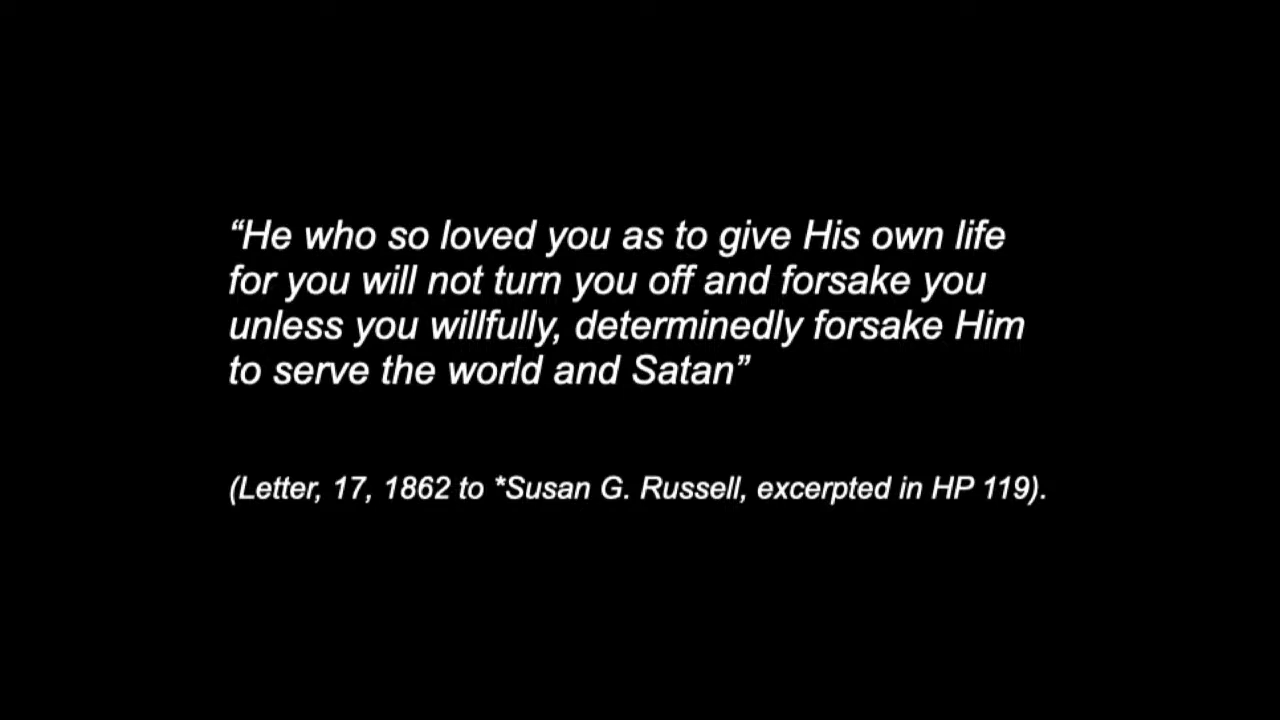 “He who so loved you as to give His own life
for you will not turn you off and forsake you
unless you willfully, determinedly forsake Him
to serve the world and Satan”
(Letter, 17, 1862 to *Susan G. Russell, excerpted in HP 119).